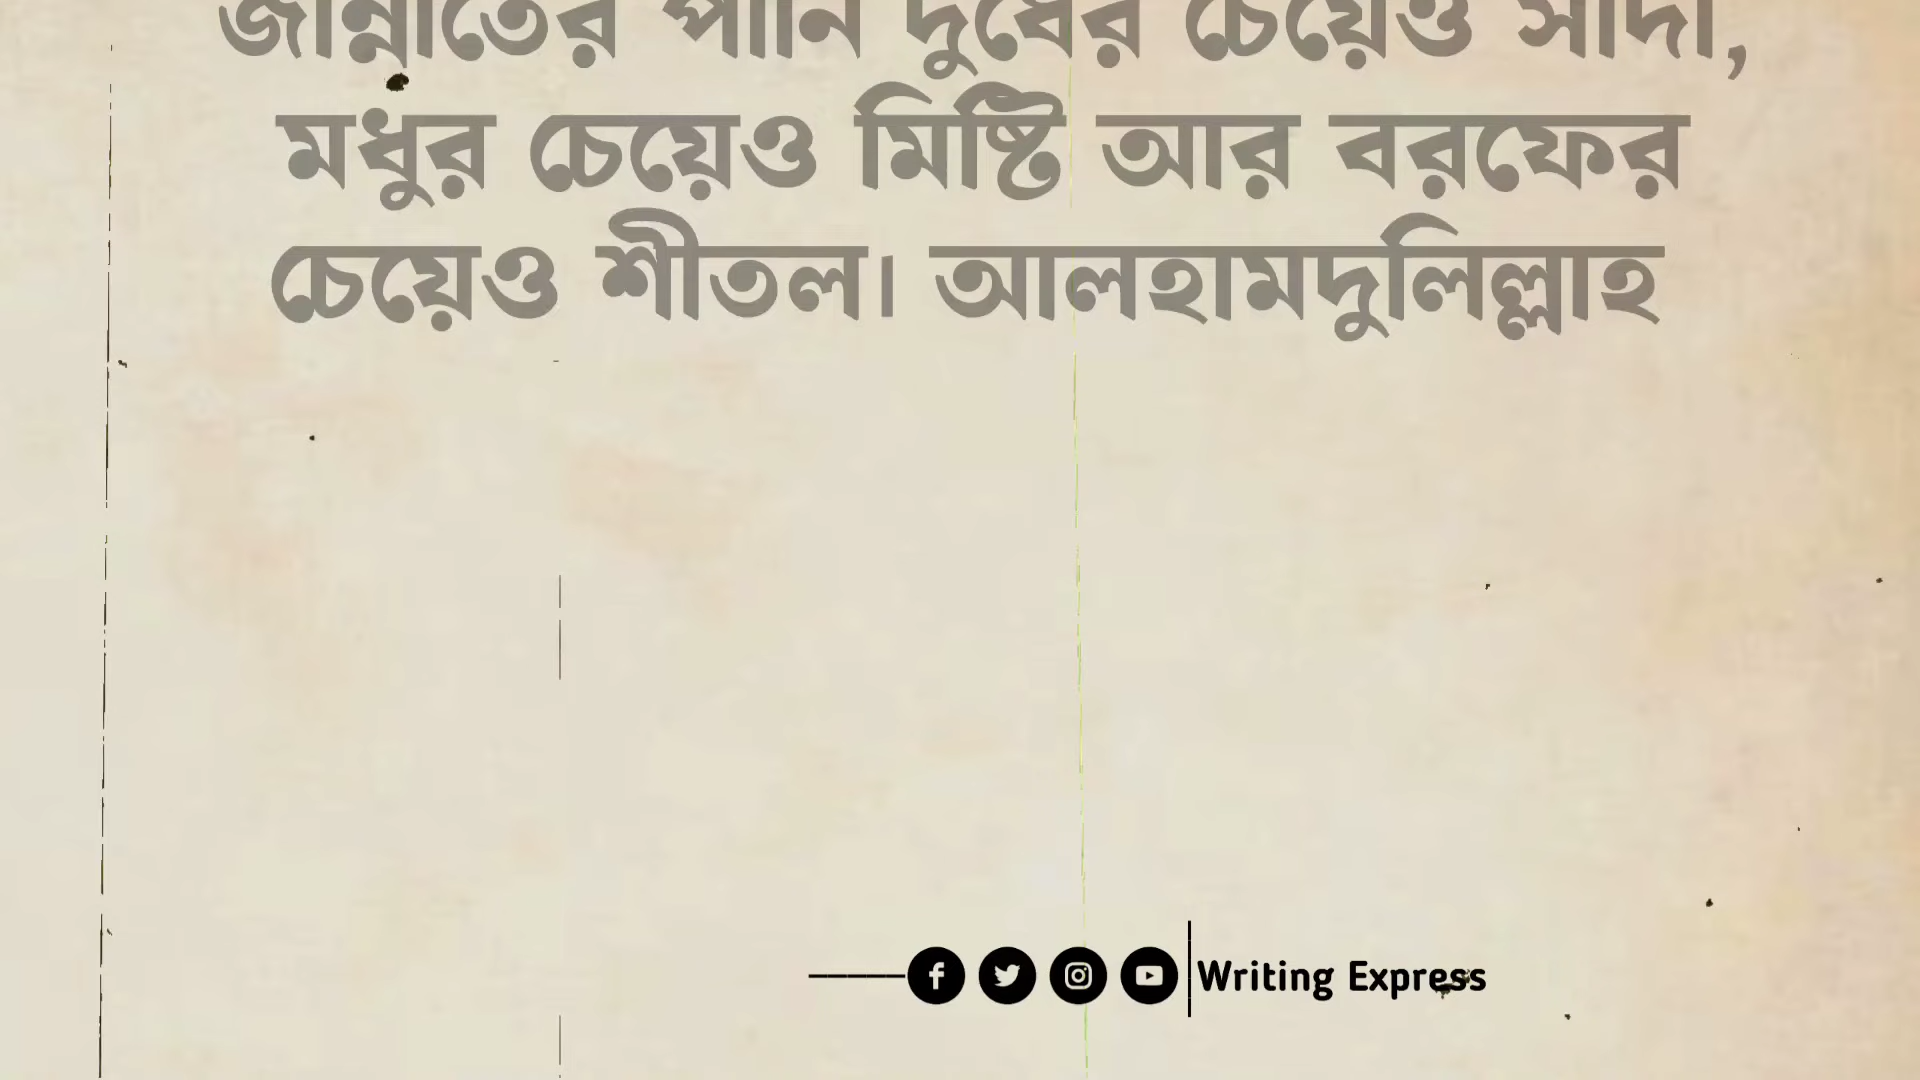 জান্নাতের পানি দুধের চেয়েও সাদা,
মধুর চেয়েও মিষ্টি আর বরফের
চেয়েও শীতল। আলহামদুলিল্লাহ
Writing Express